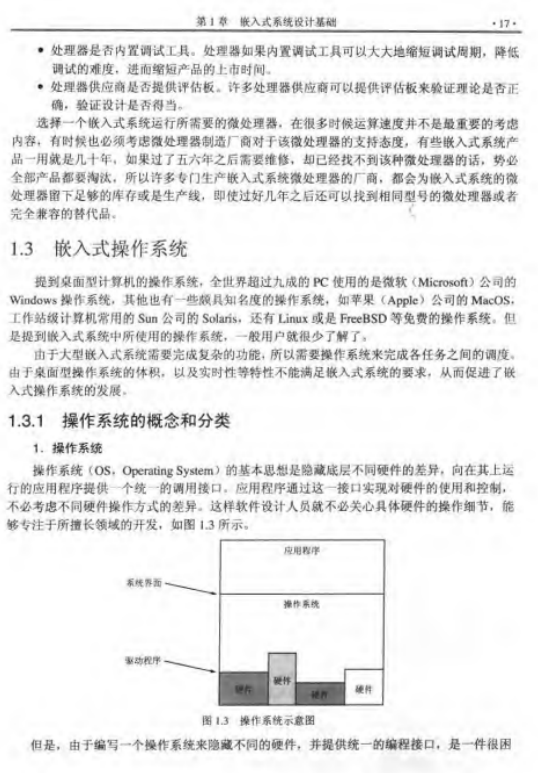 第 1 章 嵌入式系统设计基础 ·17·
● 处理器是否内置调试工具。处理器如果内置调试工具可以大大地缩短调试周期，降低
调试的难度，进而缩短产品的上市时间。
● 处理器供应商是否提供评估板。许多处理器供应商可以提供评估板来验证理论是否正
确，验证设计是否得当。
选择一个嵌入式系统运行所需要的微处理器，在很多时候运算速度并不是最重要的考虑
内容，有时候也必须考虑微处理器制造厂商对于该微处理器的支持态度，有些嵌入式系统产
品一用就是几十年，如果过了五六年之后需要维修，却已经找不到该种微处理器的话，势必
全部产品都要淘汰，所以许多专门生产嵌入式系统微处理器的厂商，都会为嵌入式系统的微
处理器留下足够的库存或是生产线，即使过好几年之后还可以找到相同型号的微处理器或者
完全兼容的替代品。
1.3 嵌入式操作系统
提到桌面型计算机的操作系统，全世界超过九成的 PC 使用的是微软（Microsoft）公司的
Windows 操作系统，其他也有一些颇具知名度的操作系统，如苹果（Apple）公司的 MacOS，
工作站级计算机常用的 Sun 公司的 Solaris，还有 Linux 或是 FreeBSD 等免费的操作系统。但
是提到嵌入式系统中所使用的操作系统，一般用户就很少了解了。
由于大型嵌入式系统需要完成复杂的功能，所以需要操作系统来完成各任务之间的调度。
由于桌面型操作系统的体积，以及实时性等特性不能满足嵌入式系统的要求，从而促进了嵌
入式操作系统的发展。
1.3.1 操作系统的概念和分类
1．操作系统
操作系统（OS，Operating System）的基本思想是隐藏底层不同硬件的差异，向在其上运
行的应用程序提供一个统一的调用接口。应用程序通过这一接口实现对硬件的使用和控制，
不必考虑不同硬件操作方式的差异。这样软件设计人员就不必关心具体硬件的操作细节，能
够专注于所擅长领域的开发，如图 1.3 所示。
应用程序
系统界面
操作系统
驱动程序
硬件
硬件
硬件
硬件
图 1.3 操作系统示意图
但是，由于编写一个操作系统来隐藏不同的硬件，并提供统一的编程接口，是一件很困